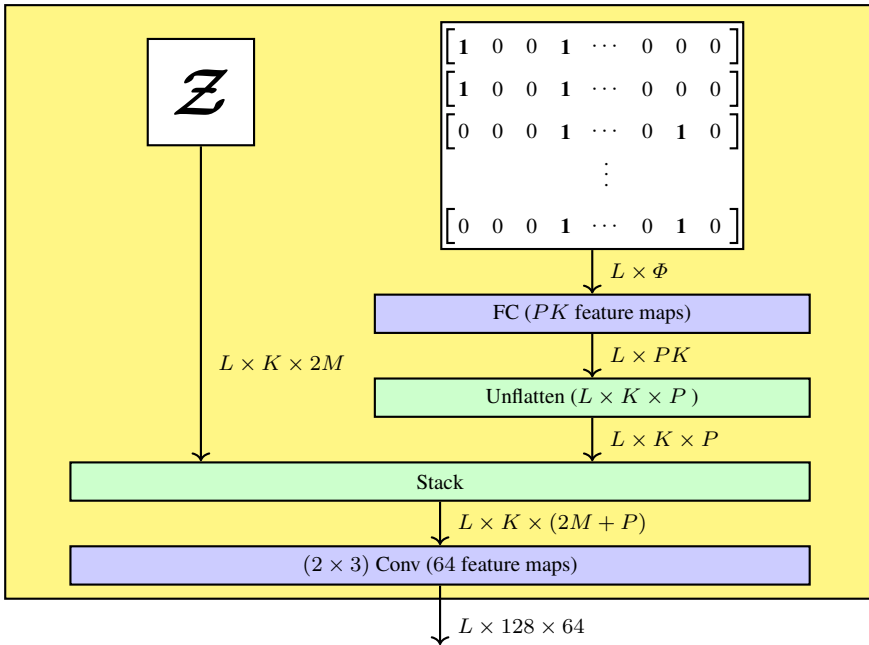 𝒵
[1 0 0 1 ⋯ 0 0 0]
[1 0 0 1 ⋯ 0 0 0]
[0 0 0 1 ⋯ 0 1 0]
⋮
[0 0 0 1 ⋯ 0 1 0]
L × Φ
FC (PK feature maps)
L × K × 2M
L × PK
Unflatten (L × K × P )
L × K × P
Stack
L × K × (2M + P)
(2 × 3) Conv (64 feature maps)
L × 128 × 64